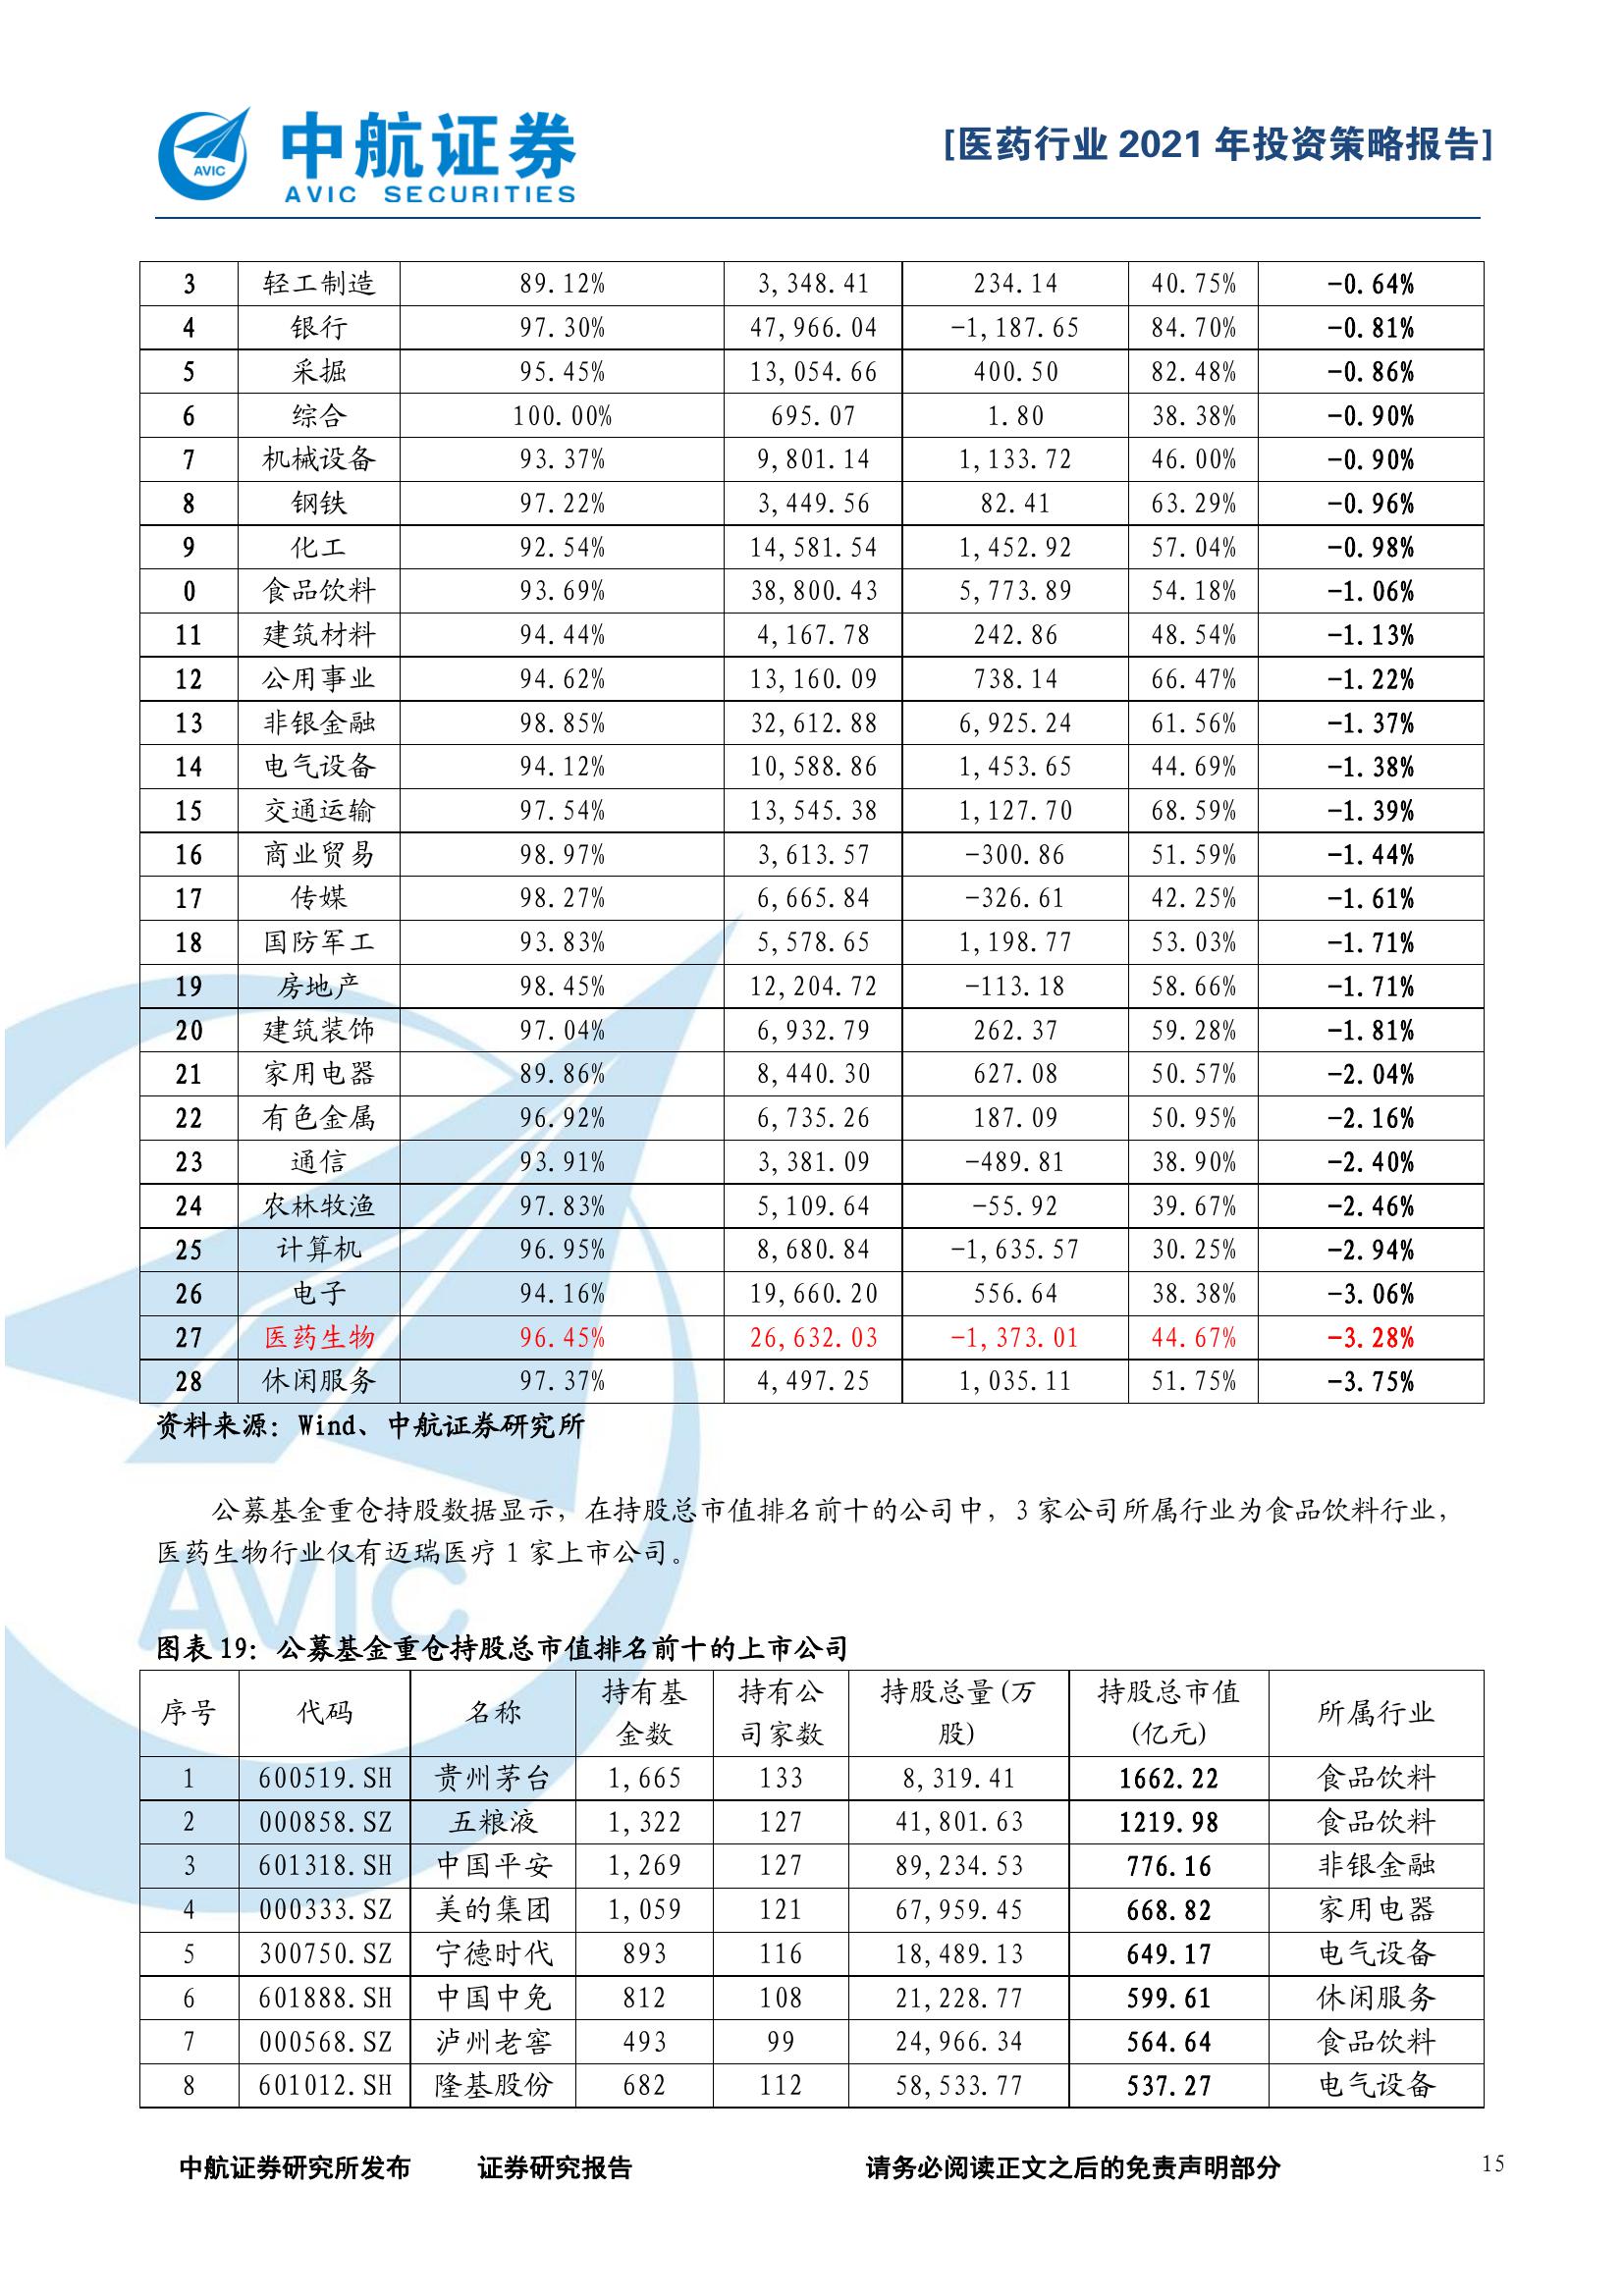 中航证券
AVIC SECURITIES
AVIC
[医药行业 2021 年投资策略报告]
3 轻工制造 89.12% 3,348.41 234.14 40.75% -0.64%
4 银行 97.30% 47,966.04 -1,187.65 84.70% -0.81%
5 采掘 95.45% 13,054.66 400.50 82.48% -0.86%
6 综合 100.00% 695.07 1.80 38.38% -0.90%
7 机械设备 93.37% 9,801.14 1,133.72 46.00% -0.90%
8 钢铁 97.22% 3,449.56 82.41 63.29% -0.96%
9 化工 92.54% 14,581.54 1,452.92 57.04% -0.98%
0 食品饮料 93.69% 38,800.43 5,773.89 54.18% -1.06%
11 建筑材料 94.44% 4,167.78 242.86 48.54% -1.13%
12 公用事业 94.62% 13,160.09 738.14 66.47% -1.22%
13 非银金融 98.85% 32,612.88 6,925.24 61.56% -1.37%
14 电气设备 94.12% 10,588.86 1,453.65 44.69% -1.38%
15 交通运输 97.54% 13,545.38 1,127.70 68.59% -1.39%
16 商业贸易 98.97% 3,613.57 -300.86 51.59% -1.44%
17 传媒 98.27% 6,665.84 -326.61 42.25% -1.61%
18 国防军工 93.83% 5,578.65 1,198.77 53.03% -1.71%
19 房地产 98.45% 12,204.72 -113.18 58.66% -1.71%
20 建筑装饰 97.04% 6,932.79 262.37 59.28% -1.81%
21 家用电器 89.86% 8,440.30 627.08 50.57% -2.04%
22 有色金属 96.92% 6,735.26 187.09 50.95% -2.16%
23 通信 93.91% 3,381.09 -489.81 38.90% -2.40%
24 农林牧渔 97.83% 5,109.64 -55.92 39.67% -2.46%
25 计算机 96.95% 8,680.84 -1,635.57 30.25% -2.94%
26 电子 94.16% 19,660.20 556.64 38.38% -3.06%
27 医药生物 96.45% 26,632.03 -1,373.01 44.67% -3.28%
28 休闲服务 97.37% 4,497.25 1,035.11 51.75% -3.75%
资料来源：Wind、中航证券研究所
公募基金重仓持股数据显示，在持股总市值排名前十的公司中，3 家公司所属行业为食品饮料行业，
医药生物行业仅有迈瑞医疗 1 家上市公司。
AVIC
图表 19：公募基金重仓持股总市值排名前十的上市公司
序号 代码 名称 持有基金数 持有公司家数 持股总量(万股) 持股总市值(亿元) 所属行业
1 600519.SH 贵州茅台 1,665 133 8,319.41 1662.22 食品饮料
2 000858.SZ 五粮液 1,322 127 41,801.63 1219.98 食品饮料
3 601318.SH 中国平安 1,269 127 89,234.53 776.16 非银金融
4 000333.SZ 美的集团 1,059 121 67,959.45 668.82 家用电器
5 300750.SZ 宁德时代 893 116 18,489.13 649.17 电气设备
6 601888.SH 中国中免 812 108 21,228.77 599.61 休闲服务
7 000568.SZ 泸州老窖 493 99 24,966.34 564.64 食品饮料
8 601012.SH 隆基股份 682 112 58,533.77 537.27 电气设备
中航证券研究所发布 证券研究报告 请务必阅读正文之后的免责声明部分 15